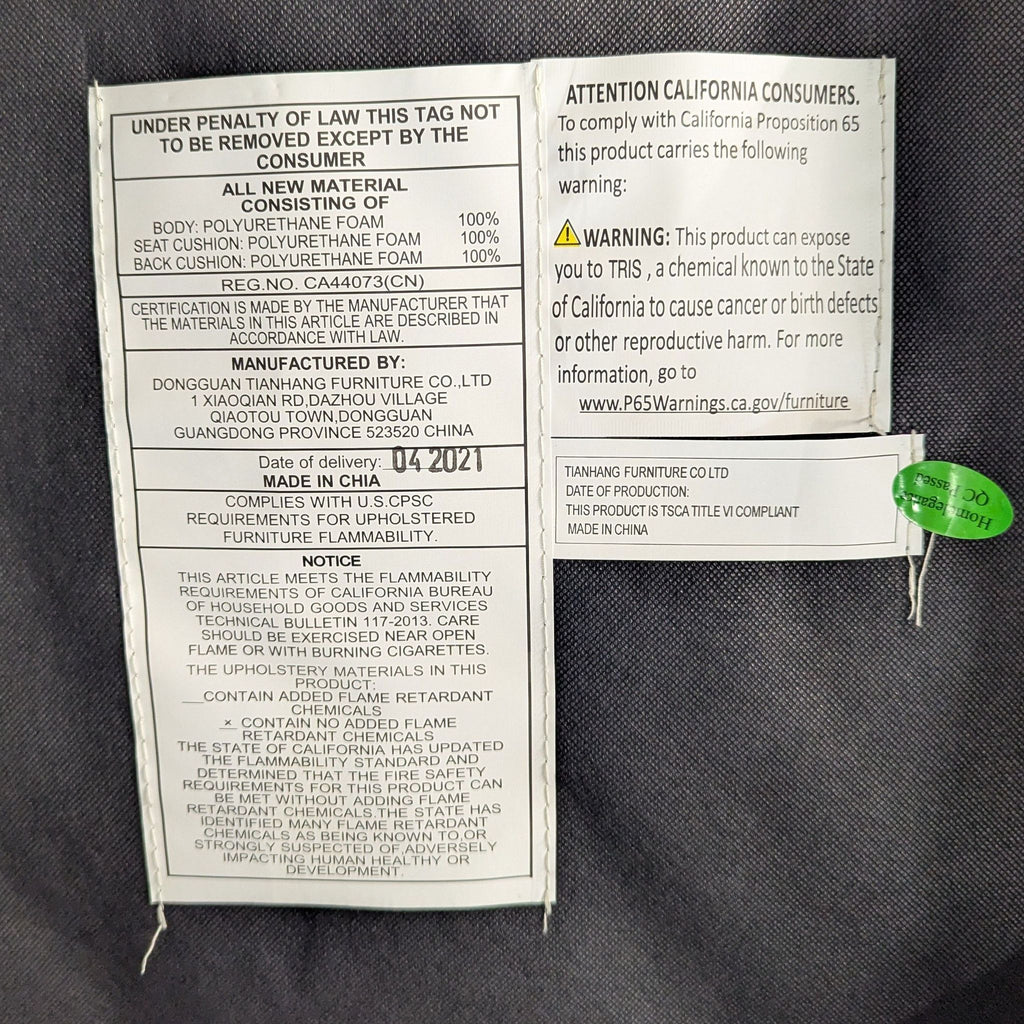 UNDER PENALTY OF LAW THIS TAG NOT
TO BE REMOVED EXCEPT BY THE
CONSUMER
ALL NEW MATERIAL
CONSISTING OF
BODY: POLYURETHANE FOAM 100%
SEAT CUSHION: POLYURETHANE FOAM 100%
BACK CUSHION: POLYURETHANE FOAM 100%
REG.NO. CA44073(CN)
CERTIFICATION IS MADE BY THE MANUFACTURER THAT
THE MATERIALS IN THIS ARTICLE ARE DESCRIBED IN
ACCORDANCE WITH LAW.
MANUFACTURED BY:
DONGGUAN TIANHANG FURNITURE CO.,LTD
1 XIAOQIAN RD,DAZHOU VILLAGE
QIAOTOU TOWN,DONGGUAN
GUANGDONG PROVINCE 523520 CHINA
Date of delivery: 04 2021
MADE IN CHIA
COMPLIES WITH U.S.CPSC
REQUIREMENTS FOR UPHOLSTERED
FURNITURE FLAMMABILITY.
NOTICE
THIS ARTICLE MEETS THE FLAMMABILITY
REQUIREMENTS OF CALIFORNIA BUREAU
OF HOUSEHOLD GOODS AND SERVICES
TECHNICAL BULLETIN 117-2013. CARE
SHOULD BE EXERCISED NEAR OPEN
FLAME OR WITH BURNING CIGARETTES.
THE UPHOLSTERY MATERIALS IN THIS
PRODUCT:
__CONTAIN ADDED FLAME RETARDANT
CHEMICALS
× CONTAIN NO ADDED FLAME
RETARDANT CHEMICALS
THE STATE OF CALIFORNIA HAS UPDATED
THE FLAMMABILITY STANDARD AND
DETERMINED THAT THE FIRE SAFETY
REQUIREMENTS FOR THIS PRODUCT CAN
BE MET WITHOUT ADDING FLAME
RETARDANT CHEMICALS.THE STATE HAS
IDENTIFIED MANY FLAME RETARDANT
CHEMICALS AS BEING KNOWN TO,OR
STRONGLY SUSPECTED OF,ADVERSELY
IMPACTING HUMAN HEALTHY OR
DEVELOPMENT.
ATTENTION CALIFORNIA CONSUMERS.
To comply with California Proposition 65
this product carries the following
warning:
WARNING: This product can expose
you to TRIS , a chemical known to the State
of California to cause cancer or birth defects
or other reproductive harm. For more
information, go to
www.P65Warnings.ca.gov/furniture
TIANHANG FURNITURE CO LTD
DATE OF PRODUCTION:
THIS PRODUCT IS TSCA TITLE VI COMPLIANT
MADE IN CHINA
Homelegance
QC Passed